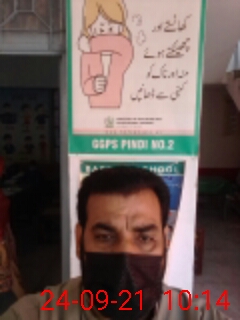 کھانستے اور
چھینکتے ہوئے
منہ اور ناک کو
کہنی سے ڈھانپیں
GGPS PINDI NO.2
24-09-21 10:14